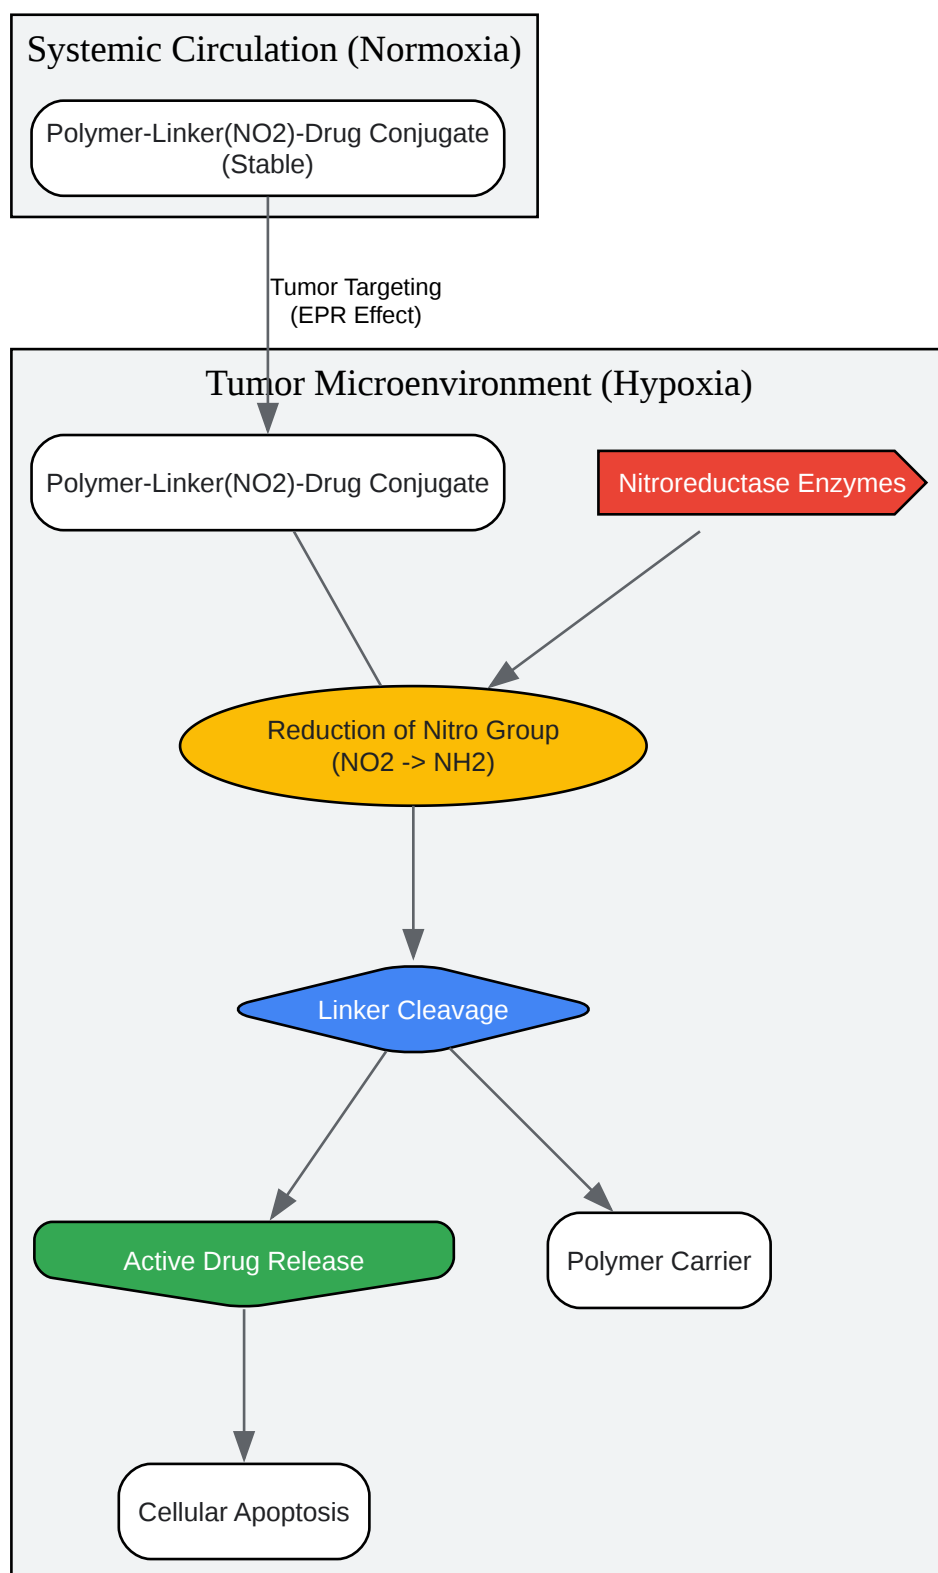 Systemic Circulation (Normoxia)
Polymer-Linker(NO2)-Drug Conjugate
(Stable)
Tumor Targeting
(EPR Effect)
Tumor Microenvironment (Hypoxia)
Polymer-Linker(NO2)-Drug Conjugate
Nitroreductase Enzymes
Reduction of Nitro Group
(NO2 -> NH2)
Linker Cleavage
Active Drug Release
Polymer Carrier
Cellular Apoptosis